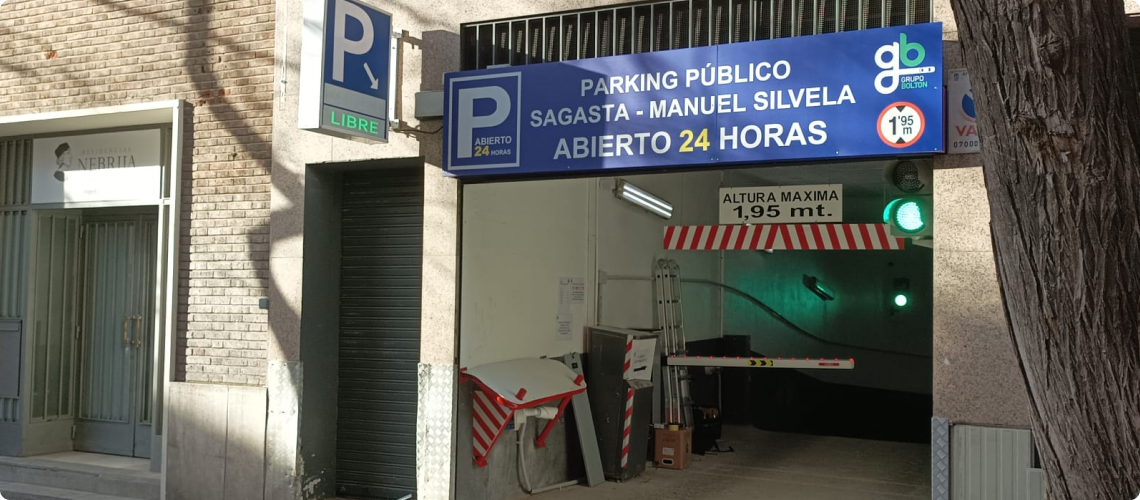 P
LIBRE
P
ABIERTO
24 HORAS
PARKING PÚBLICO
SAGASTA - MANUEL SILVELA
ABIERTO 24 HORAS
gb
GRUPO
BOLTON
1'95
m
ALTURA MAXIMA
1,95 mt.
NEBRIJA
VA
07000